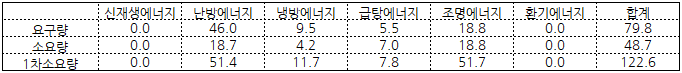 신재생에너지 난방에너지 냉방에너지 급탕에너지 조명에너지 환기에너지 합계
요구량 0.0 46.0 9.5 5.5 18.8 0.0 79.8
소요량 0.0 18.7 4.2 7.0 18.8 0.0 48.7
1차소요량 0.0 51.4 11.7 7.8 51.7 0.0 122.6